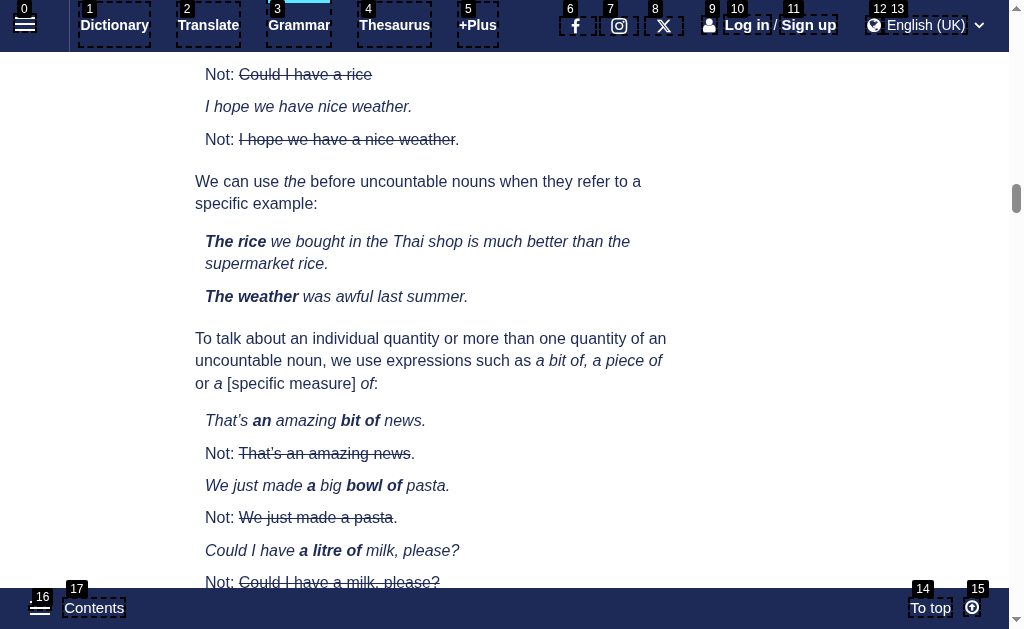 0 1 2 3 4 5 6 7 8 9 10 11 12 13
Dictionary Translate Grammar Thesaurus +Plus Log in / Sign up English (UK)
Not: Could I have a rice
I hope we have nice weather.
Not: I hope we have a nice weather.
We can use the before uncountable nouns when they refer to a
specific example:
The rice we bought in the Thai shop is much better than the
supermarket rice.
The weather was awful last summer.
To talk about an individual quantity or more than one quantity of an
uncountable noun, we use expressions such as a bit of, a piece of
or a [specific measure] of:
That’s an amazing bit of news.
Not: That’s an amazing news.
We just made a big bowl of pasta.
Not: We just made a pasta.
Could I have a litre of milk, please?
Not: Could I have a milk, please?
16 17 14 15
Contents To top